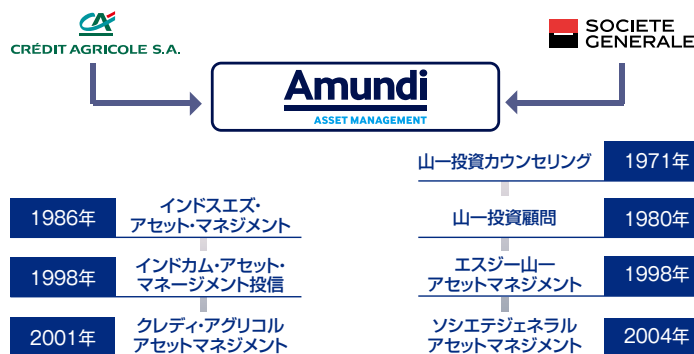 CRÉDIT AGRICOLE S.A.
SOCIETE
GENERALE
Amundi
ASSET MANAGEMENT
山一投資カウンセリング
1971年
1986年
インドスエズ・
アセット・マネジメント
山一投資顧問
1980年
1998年
インドカム・アセット・
マネージメント投信
エスジー山一
アセットマネジメント
1998年
2001年
クレディ・アグリコル
アセットマネジメント
ソシエテジェネラル
アセットマネジメント
2004年